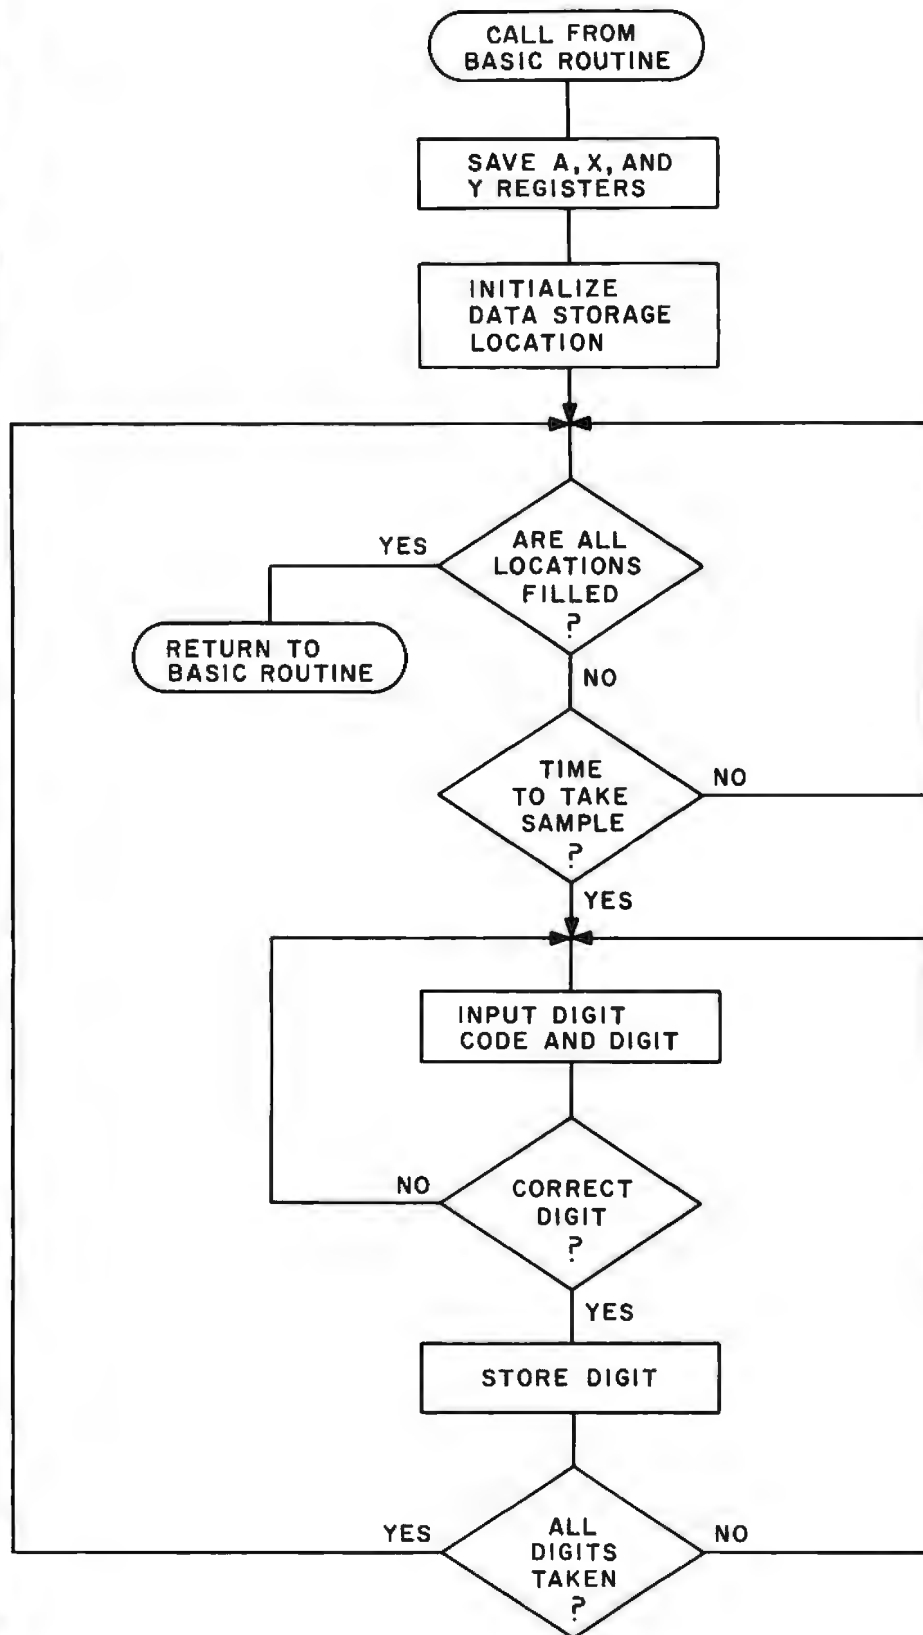 CALL FROM
BASIC ROUTINE
SAVE A, X, AND
Y REGISTERS
INITIALIZE
DATA STORAGE
LOCATION
YES
ARE ALL
LOCATIONS
FILLED
?
RETURN TO
BASIC ROUTINE
NO
TIME
TO TAKE
SAMPLE
?
NO
YES
INPUT DIGIT
CODE AND DIGIT
NO
CORRECT
DIGIT
?
YES
STORE DIGIT
YES
ALL
DIGITS
TAKEN
?
NO